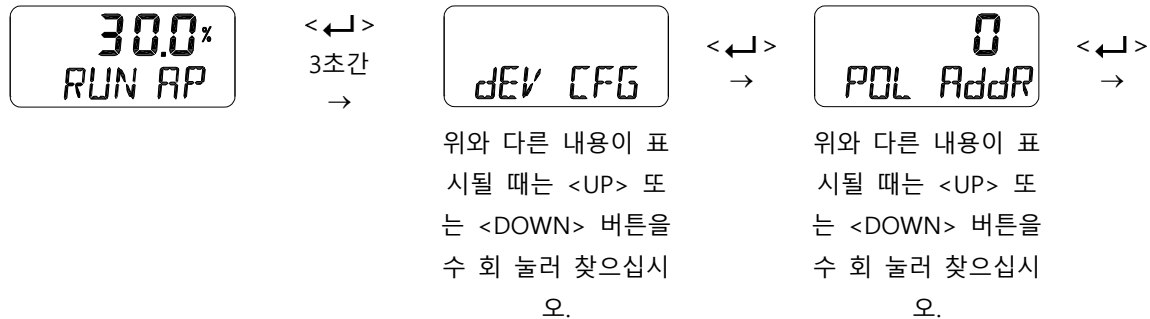 30.0%
RUN AP
<↵>
3초간
→
dEV CFG
위와 다른 내용이 표
시될 때는 <UP> 또
는 <DOWN> 버튼을
수 회 눌러 찾으십시
오.
<↵>
→
0
POL AddR
위와 다른 내용이 표
시될 때는 <UP> 또
는 <DOWN> 버튼을
수 회 눌러 찾으십시
오.
<↵>
→